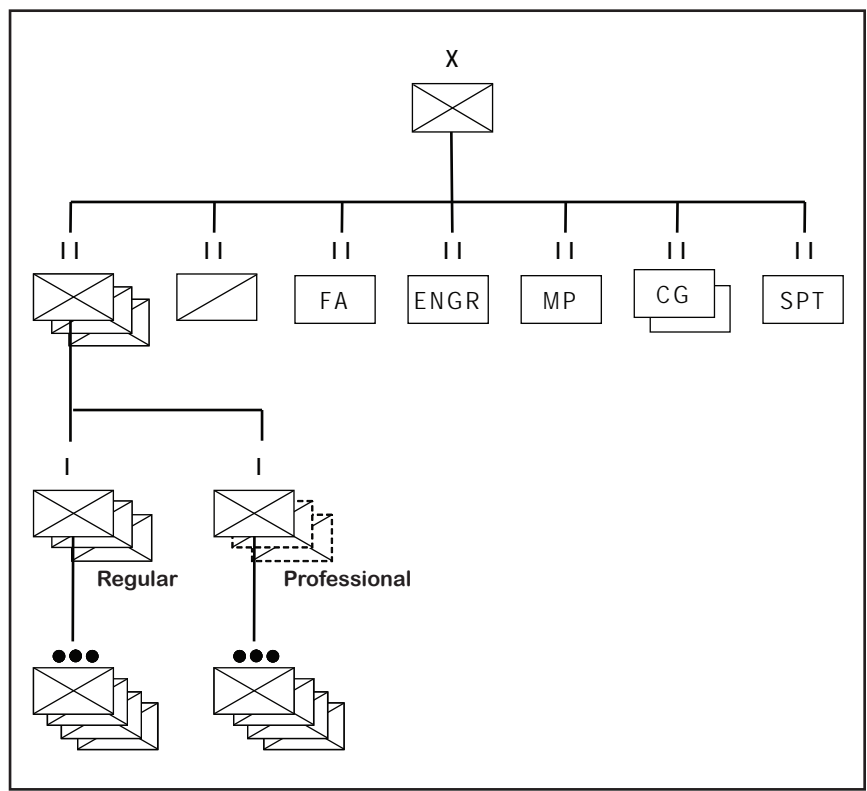 X
II II II II II II II
FA ENGR MP CG SPT
I I
Regular Professional